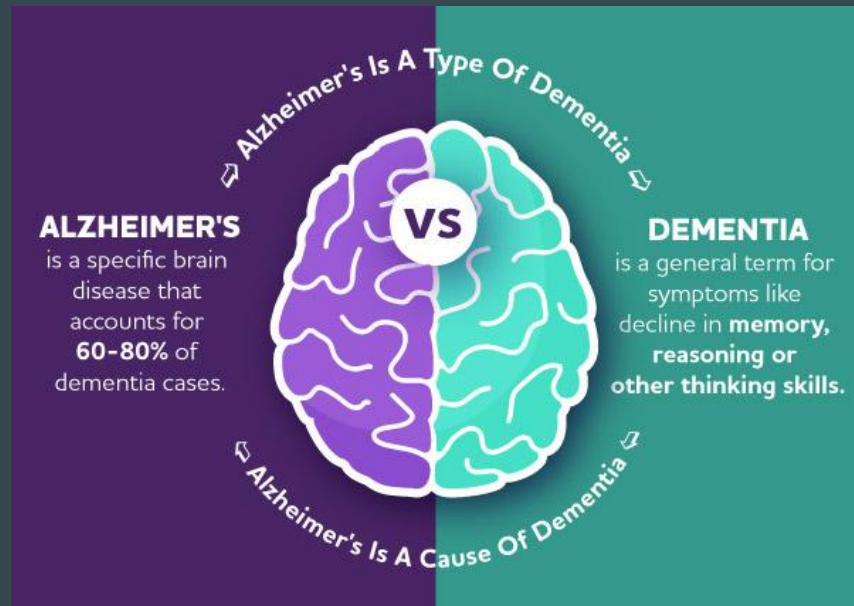 Alzheimer's Is A Type Of Dementia
VS
ALZHEIMER'S
is a specific brain
disease that
accounts for
60-80% of
dementia cases.
DEMENTIA
is a general term for
symptoms like
decline in memory,
reasoning or
other thinking skills.
Alzheimer's Is A Cause Of Dementia